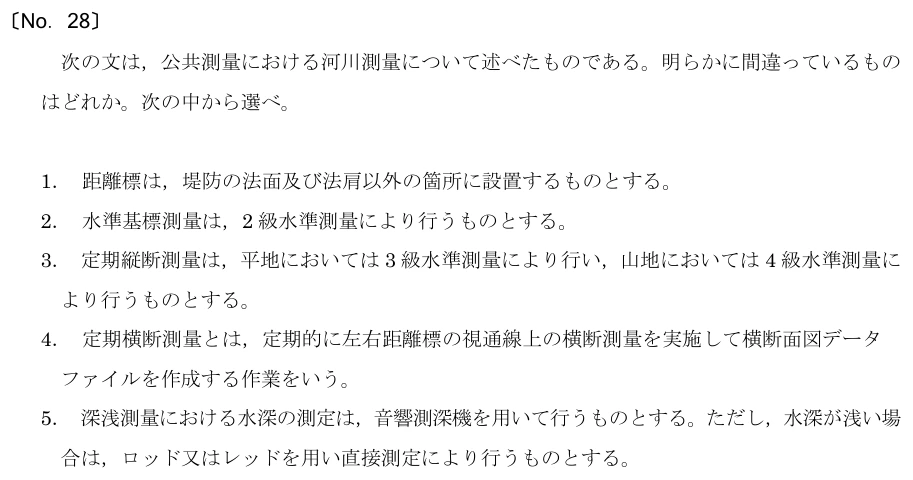 〔No. 28〕
次の文は，公共測量における河川測量について述べたものである。明らかに間違っているもの
はどれか。次の中から選べ。
1. 距離標は，堤防の法面及び法肩以外の箇所に設置するものとする。
2. 水準基標測量は，2 級水準測量により行うものとする。
3. 定期縦断測量は，平地においては 3 級水準測量により行い，山地においては 4 級水準測量に
より行うものとする。
4. 定期横断測量とは，定期的に左右距離標の視通線上の横断測量を実施して横断面図データ
ファイルを作成する作業をいう。
5. 深浅測量における水深の測定は，音響測深機を用いて行うものとする。ただし，水深が浅い場
合は，ロッド又はレッドを用い直接測定により行うものとする。